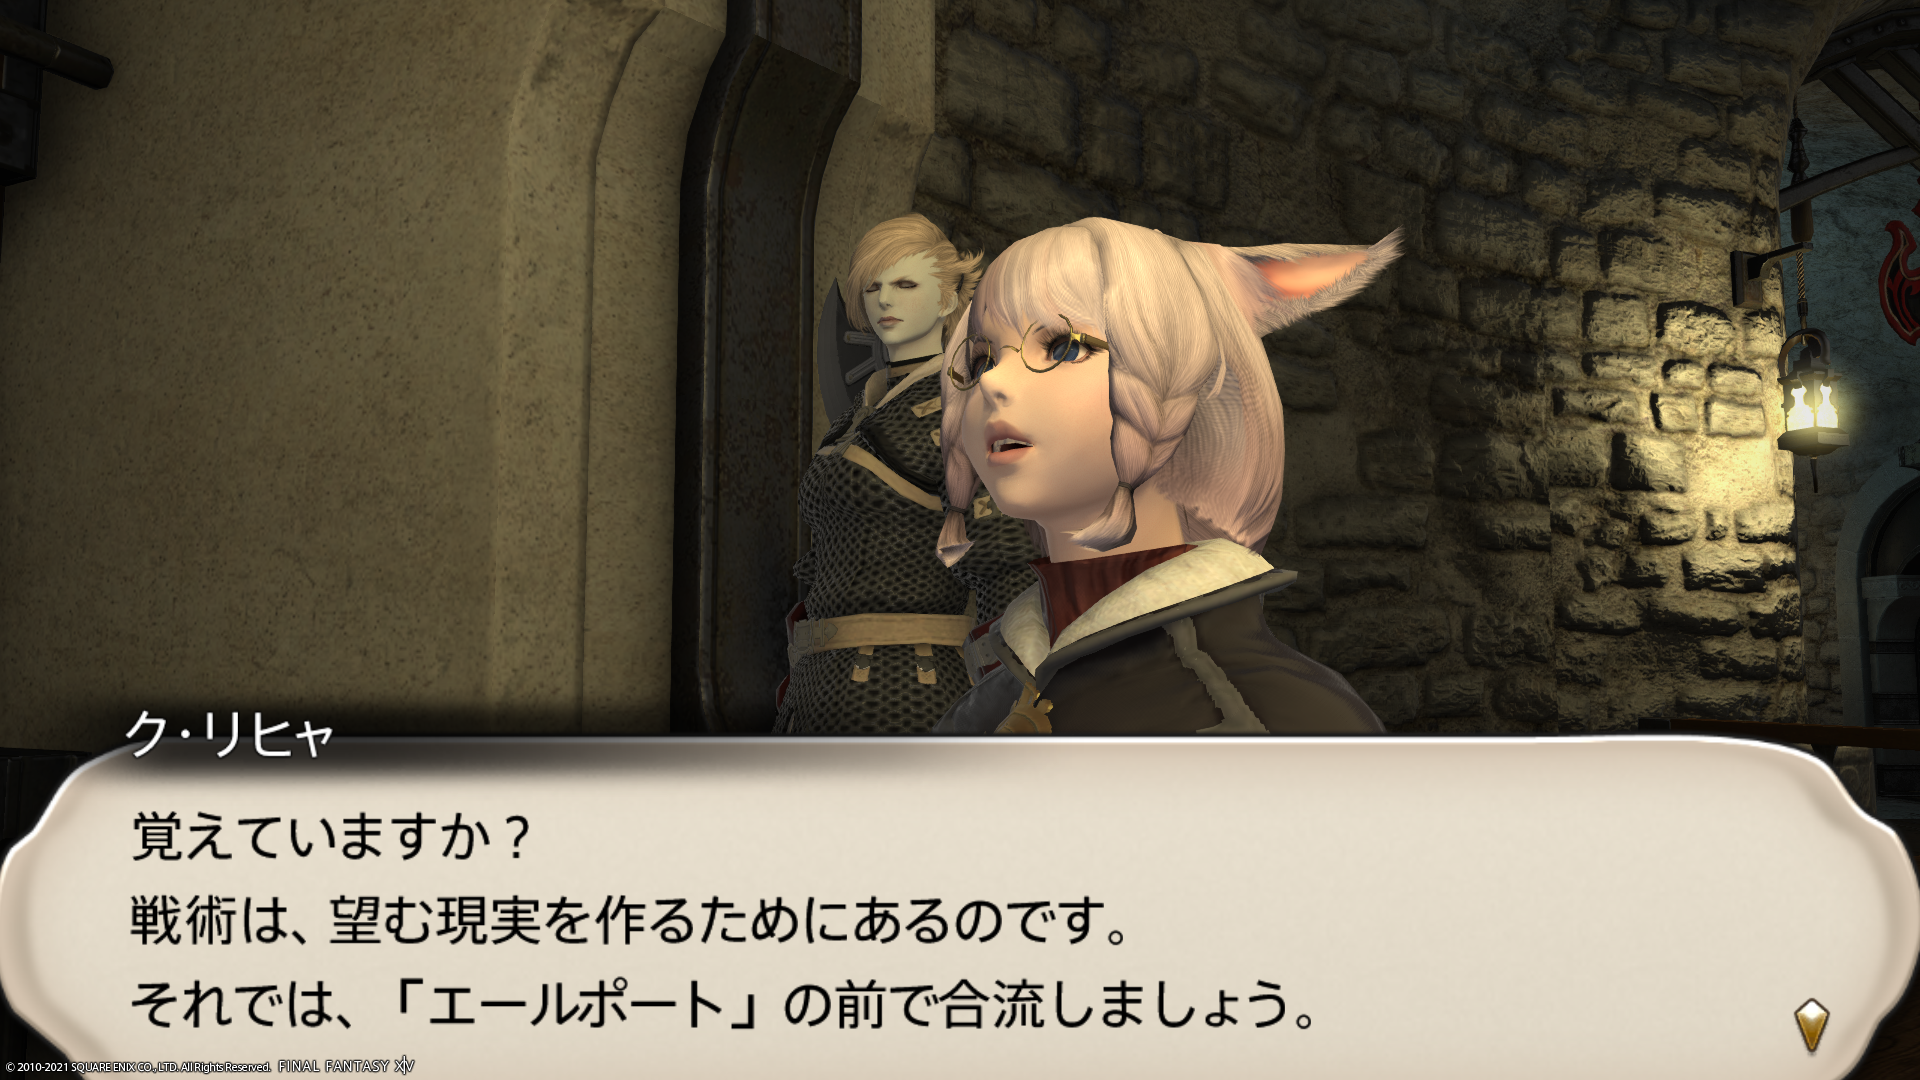 ク・リヒャ
覚えていますか？
戦術は、望む現実を作るためにあるのです。
それでは、「エールポート」の前で合流しましょう。
© 2010-2021 SQUARE ENIX CO., LTD. All Rights Reserved. FINAL FANTASY XIV